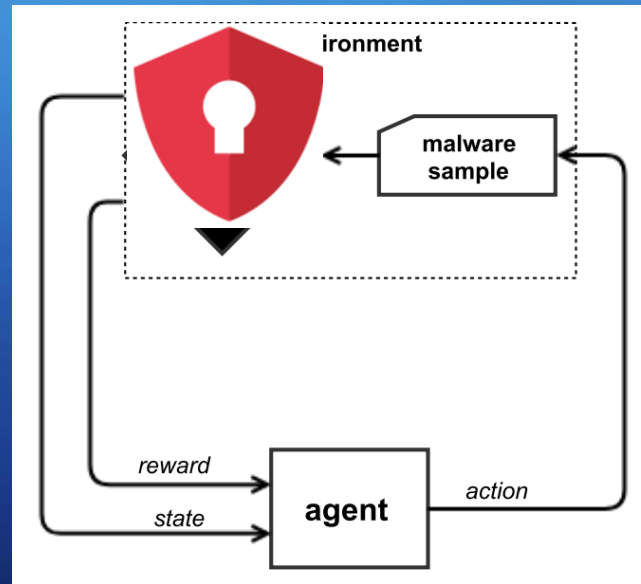 ironment
malware
sample
reward
state
agent
action